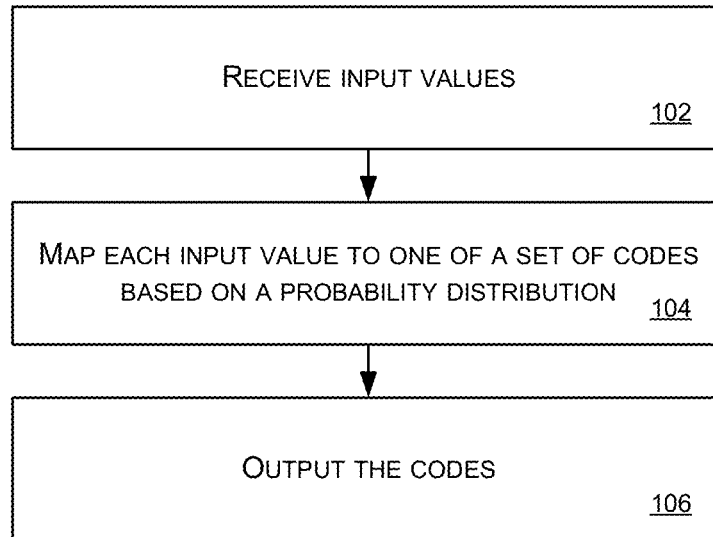 RECEIVE INPUT VALUES
102
MAP EACH INPUT VALUE TO ONE OF A SET OF CODES
BASED ON A PROBABILITY DISTRIBUTION
104
OUTPUT THE CODES
106